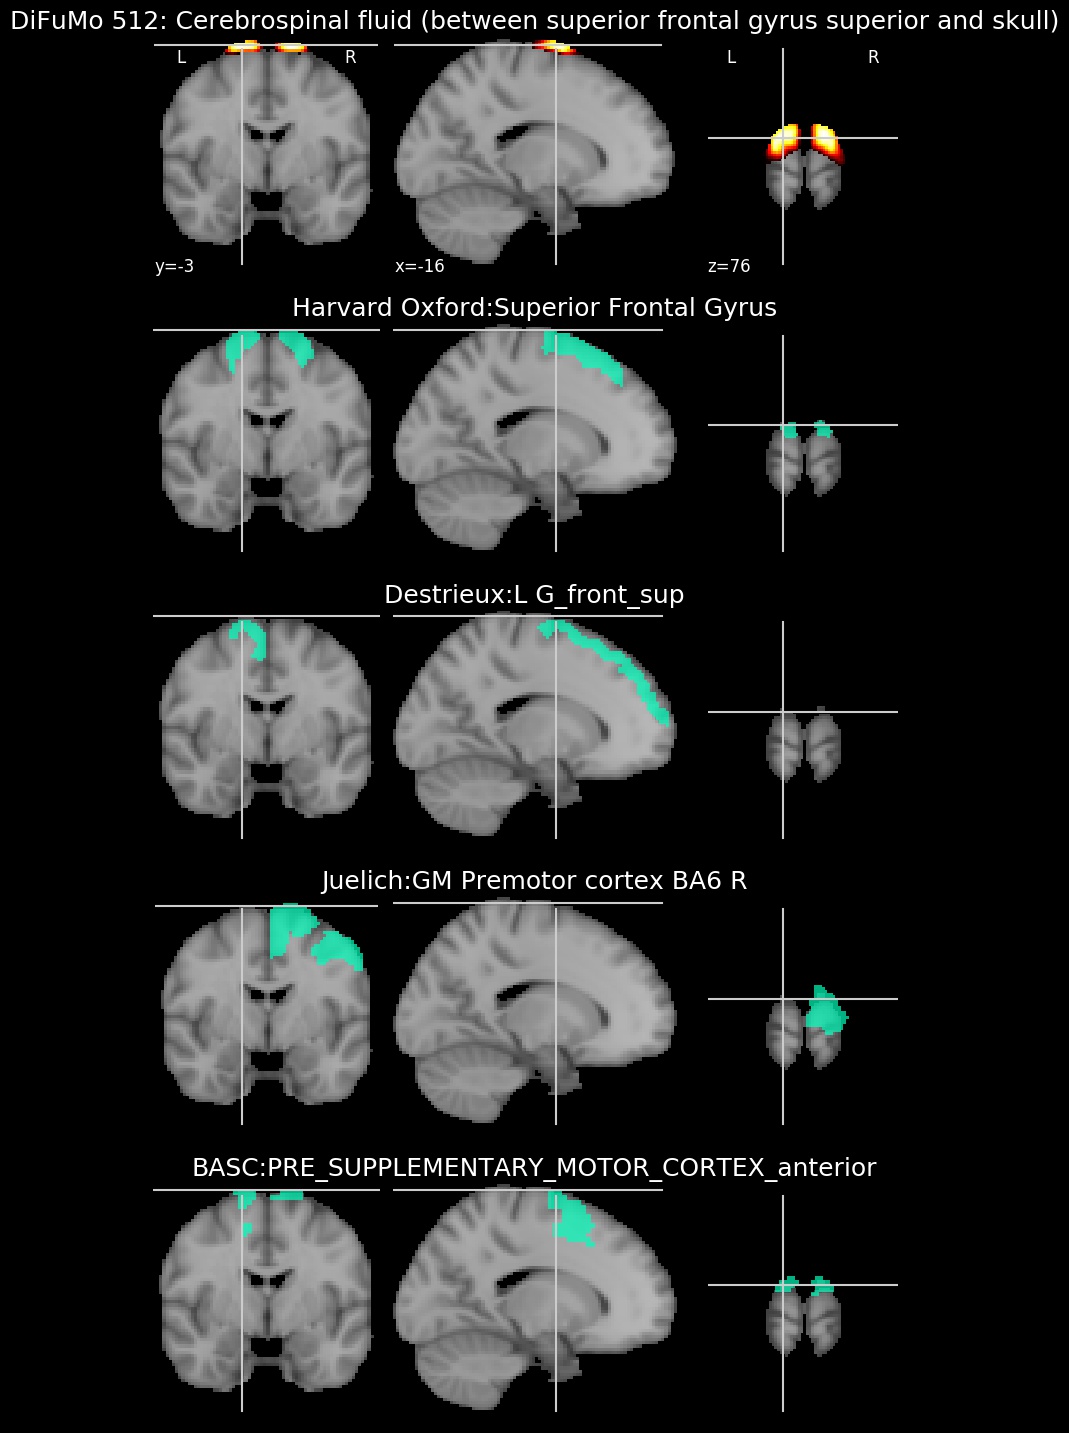 DiFuMo 512: Cerebrospinal fluid (between superior frontal gyrus superior and skull)
L R L R
y=-3 x=-16 z=76
Harvard Oxford:Superior Frontal Gyrus
Destrieux:L G_front_sup
Juelich:GM Premotor cortex BA6 R
BASC:PRE_SUPPLEMENTARY_MOTOR_CORTEX_anterior